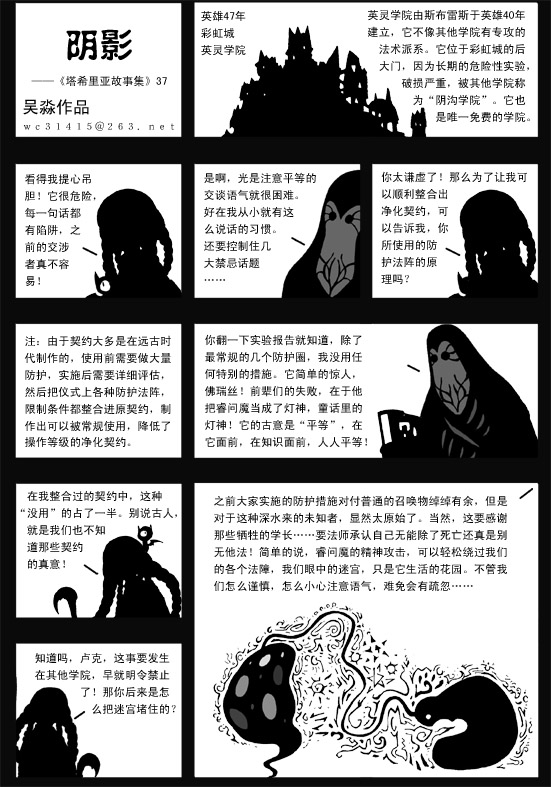 阴影
——《塔希里亚故事集》37
吴淼作品
wc31415@263.net
英雄47年
彩虹城
英灵学院
英灵学院由斯布雷斯于英雄40年
建立，它不像其他学院有专攻的
法术派系。它位于彩虹城的后
大门，因为长期的危险性实验，
破损严重，被其他学院称
为“阴沟学院”。它也
是唯一免费的学院。
看得我提心吊
胆！它很危险，
每一句话都
有陷阱，之
前的交涉
者真不容
易！
是啊，光是注意平等的
交谈语气就很困难。
好在我从小就有这
么说话的习惯。
还要控制住几
大禁忌话题
……
你太谦虚了！那么为了让我可
以顺利整合出
净化契约，可
以告诉我，你
所使用的防
护法阵的原
理吗？
注：由于契约大多是在远古时
代制作的，使用前需要做大量
防护，实施后需要详细评估，
然后把仪式上各种防护法阵，
限制条件都整合进原契约，制
作出可以被常规使用，降低了
操作等级的净化契约。
你翻一下实验报告就知道，除了
最常规的几个防护圈，我没用任
何特别的措施。它简单的惊人，
佛瑞丝！前辈们的失败，在于他
把睿问魔当成了灯神，童话里的
灯神！它的古意是“平等”，在
它面前，在知识面前，人人平等！
在我整合过的契约中，这种
“没用”的占了一半。别说古人，
就是我们也不知
道那些契约
的真意！
之前大家实施的防护措施对付普通的召唤物绰绰有余，但是
对于这种深水来的未知者，显然太原始了。当然，这要感谢
那些牺牲的学长……要法师承认自己无能除了死亡还真是别
无他法！简单的说，睿问魔的精神攻击，可以轻松绕过我们
的各个法障，我们眼中的迷宫，只是它生活的花园。不管我
们怎么谨慎，怎么小心注意语气，难免会有疏忽……
知道吗，卢克，这事要发生
在其他学院，早就明令禁止
了！那你后来是怎
么把迷宫堵住的？